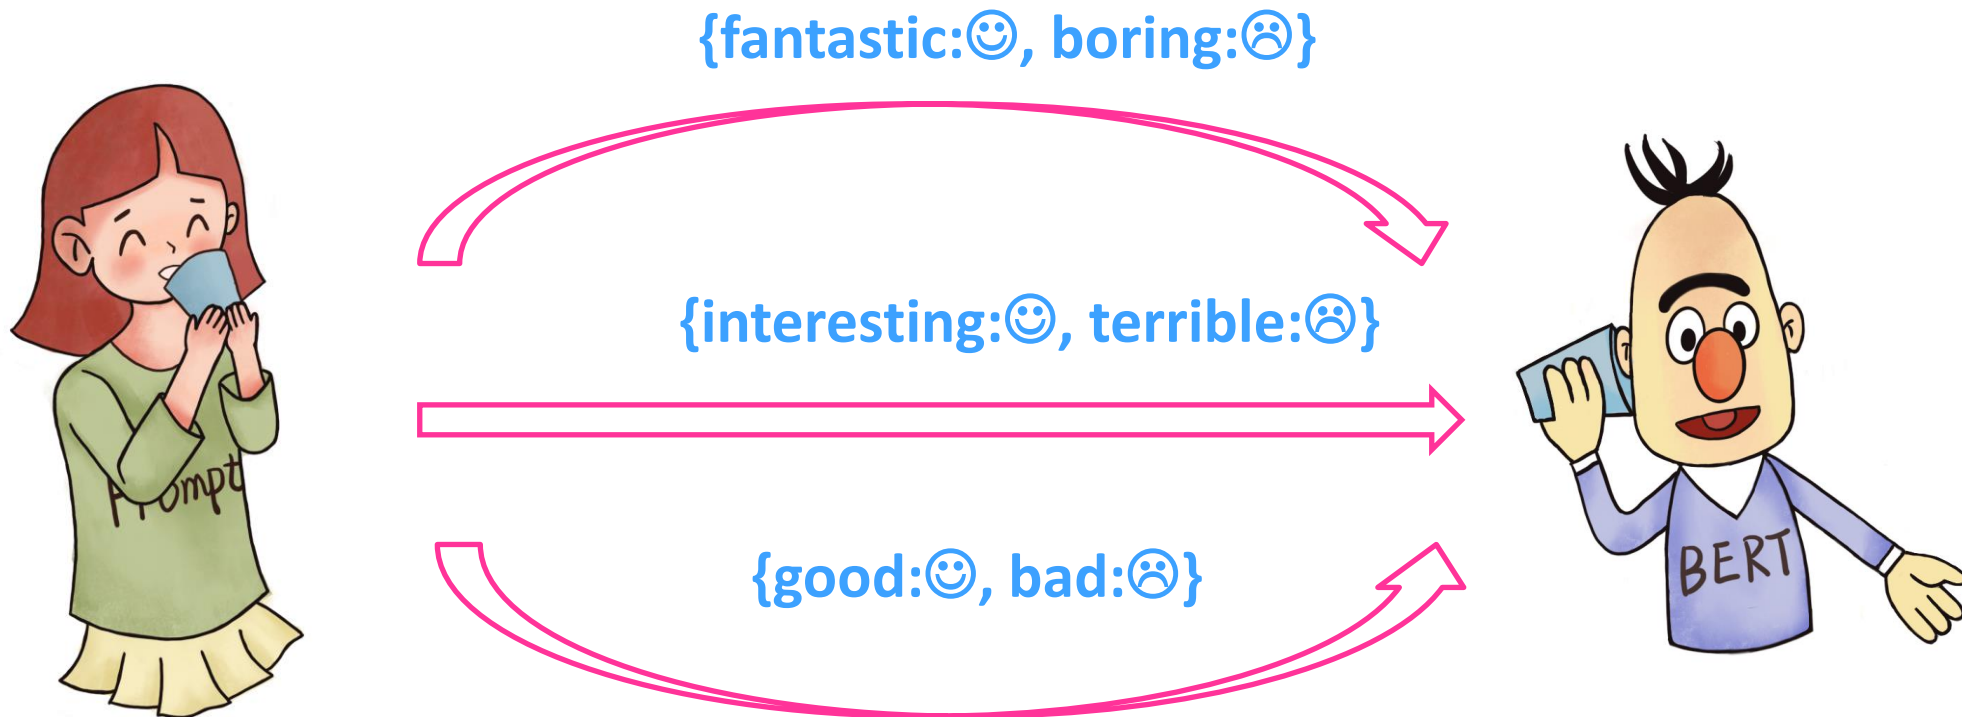 {fantastic:☺, boring:☹}
{interesting:☺, terrible:☹}
Prompt
{good:☺, bad:☹}
BERT